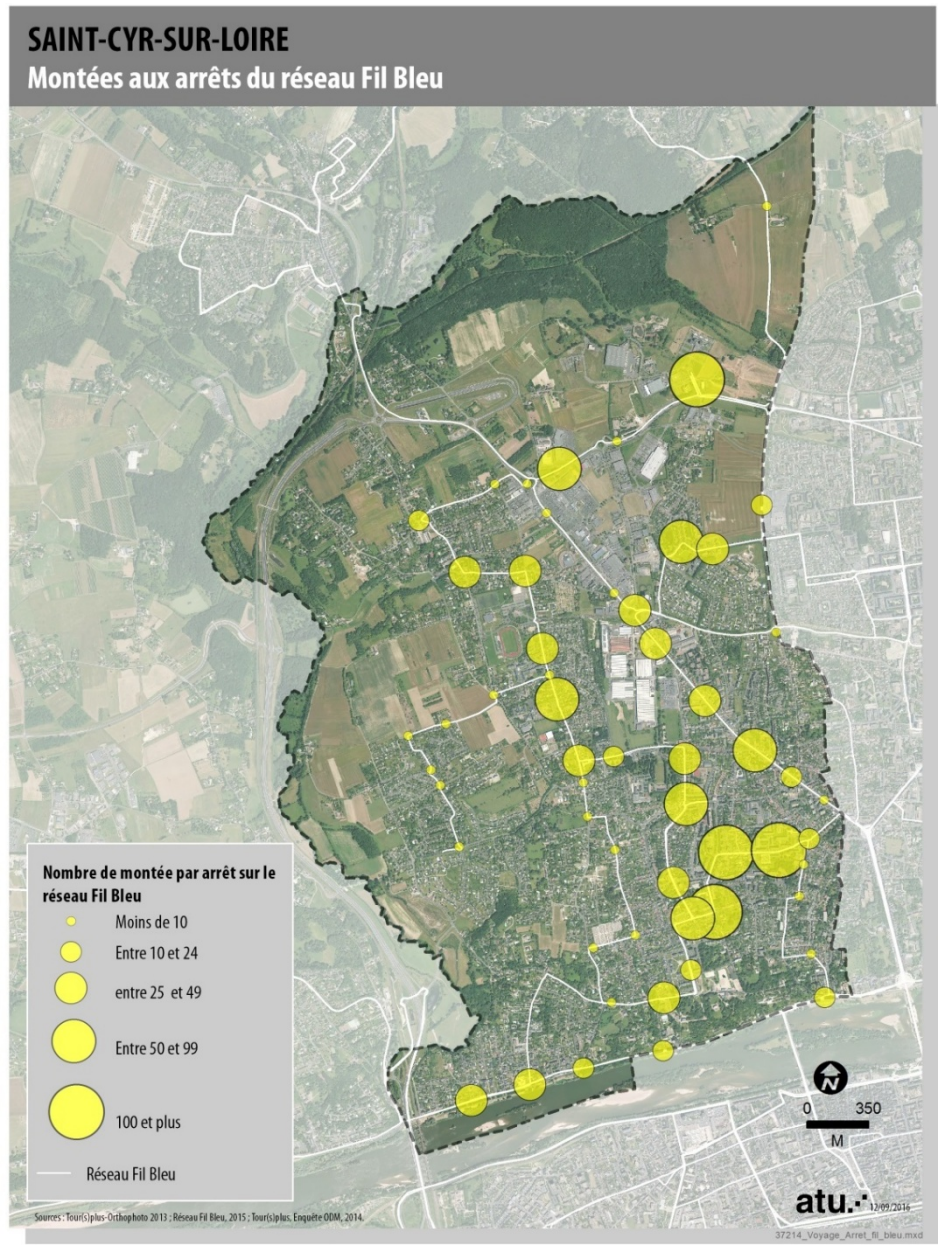 SAINT-CYR-SUR-LOIRE
Montées aux arrêts du réseau Fil Bleu
Nombre de montée par arrêt sur le
réseau Fil Bleu
Moins de 10
Entre 10 et 24
entre 25 et 49
Entre 50 et 99
100 et plus
Réseau Fil Bleu
N
0 350
M
atu.
12/09/2016
Sources : Tour(s)plus-Orthophoto 2013 ; Réseau Fil Bleu, 2015 ; Tour(s)plus, Enquête ODM, 2014.
37214_Voyage_Arret_fil_bleu.mxd